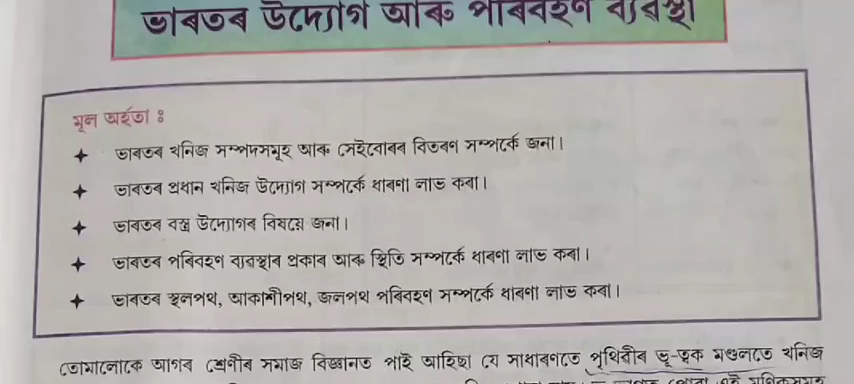 ভাৰতৰ উদ্যোগ আৰু পৰিবহণ ব্যৱস্থা
মূল অৰ্হতা ঃ
✦ ভাৰতৰ খনিজ সম্পদসমূহ আৰু সেইবোৰৰ বিতৰণ সম্পৰ্কে জনা।
✦ ভাৰতৰ প্ৰধান খনিজ উদ্যোগ সম্পৰ্কে ধাৰণা লাভ কৰা।
✦ ভাৰতৰ বস্ত্ৰ উদ্যোগৰ বিষয়ে জনা।
✦ ভাৰতৰ পৰিবহণ ব্যৱস্থাৰ প্ৰকাৰ আৰু স্থিতি সম্পৰ্কে ধাৰণা লাভ কৰা।
✦ ভাৰতৰ স্থলপথ, আকাশীপথ, জলপথ পৰিবহণ সম্পৰ্কে ধাৰণা লাভ কৰা।
তোমালোকে আগৰ শ্ৰেণীৰ সমাজ বিজ্ঞানত পাই আহিছা যে সাধাৰণতে পৃথিৱীৰ ভূ-ত্বক মণ্ডলতে খনিজ